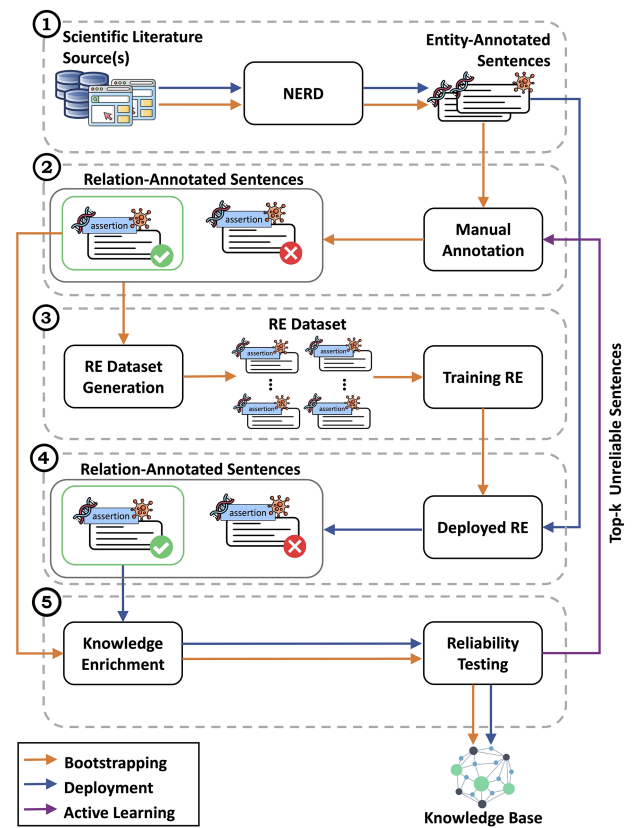 1
Scientific Literature
Source(s)
NERD
Entity-Annotated
Sentences
2
Relation-Annotated Sentences
assertion
assertion
Manual
Annotation
3
RE Dataset
RE Dataset
Generation
assertion
assertion
assertion
assertion
Training RE
4
Relation-Annotated Sentences
assertion
assertion
Deployed RE
Top-k Unreliable Sentences
5
Knowledge
Enrichment
Reliability
Testing
Bootstrapping
Deployment
Active Learning
Knowledge Base